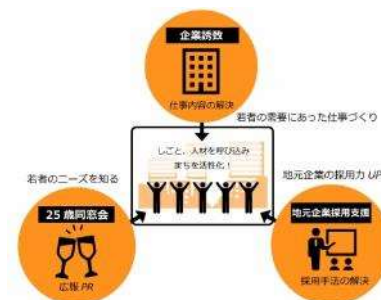 企業誘致
仕事内容の解決
若者の需要にあった仕事づくり
しごと、人材を呼び込み
まちを活性化！
若者のニーズを知る
地元企業の採用力UP
25歳同窓会
広報PR
地元企業採用支援
採用手法の解決